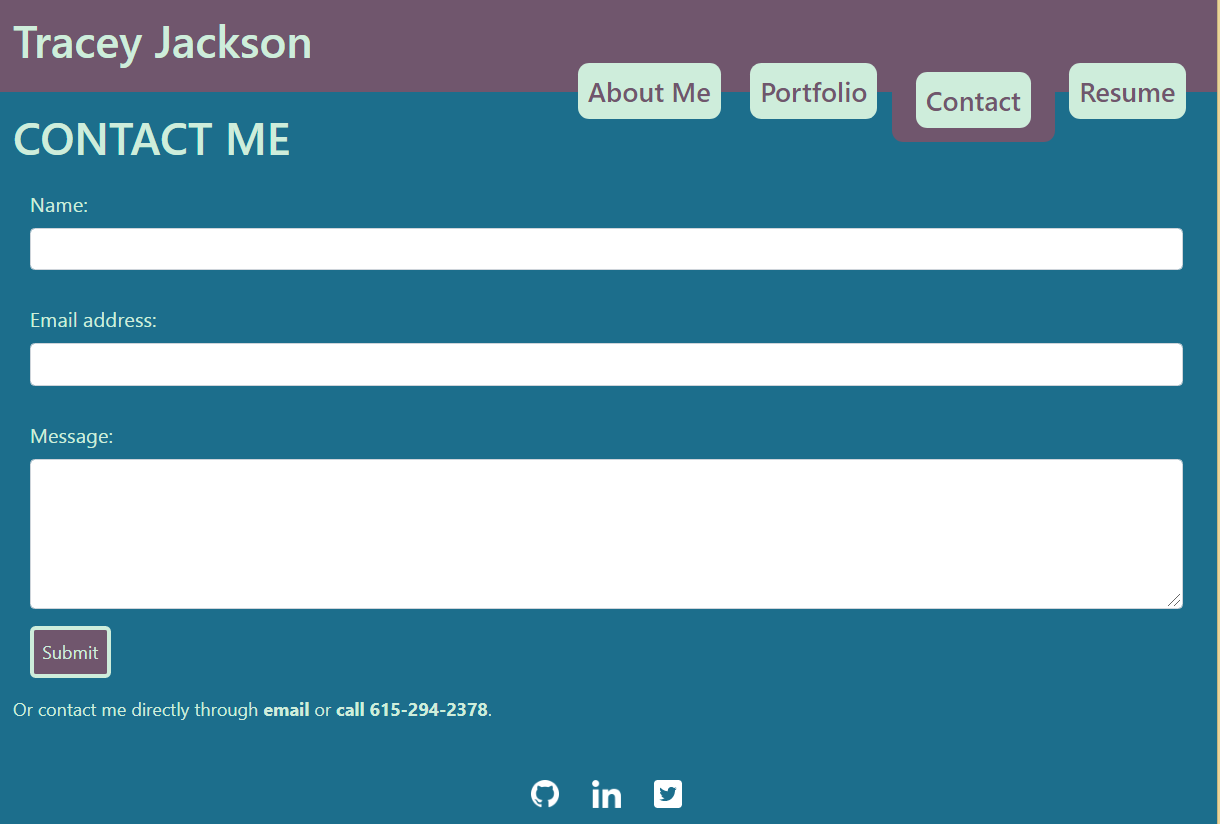 Tracey Jackson
About Me
Portfolio
Contact
Resume
CONTACT ME
Name:
Email address:
Message:
Submit
Or contact me directly through email or call 615-294-2378.
in